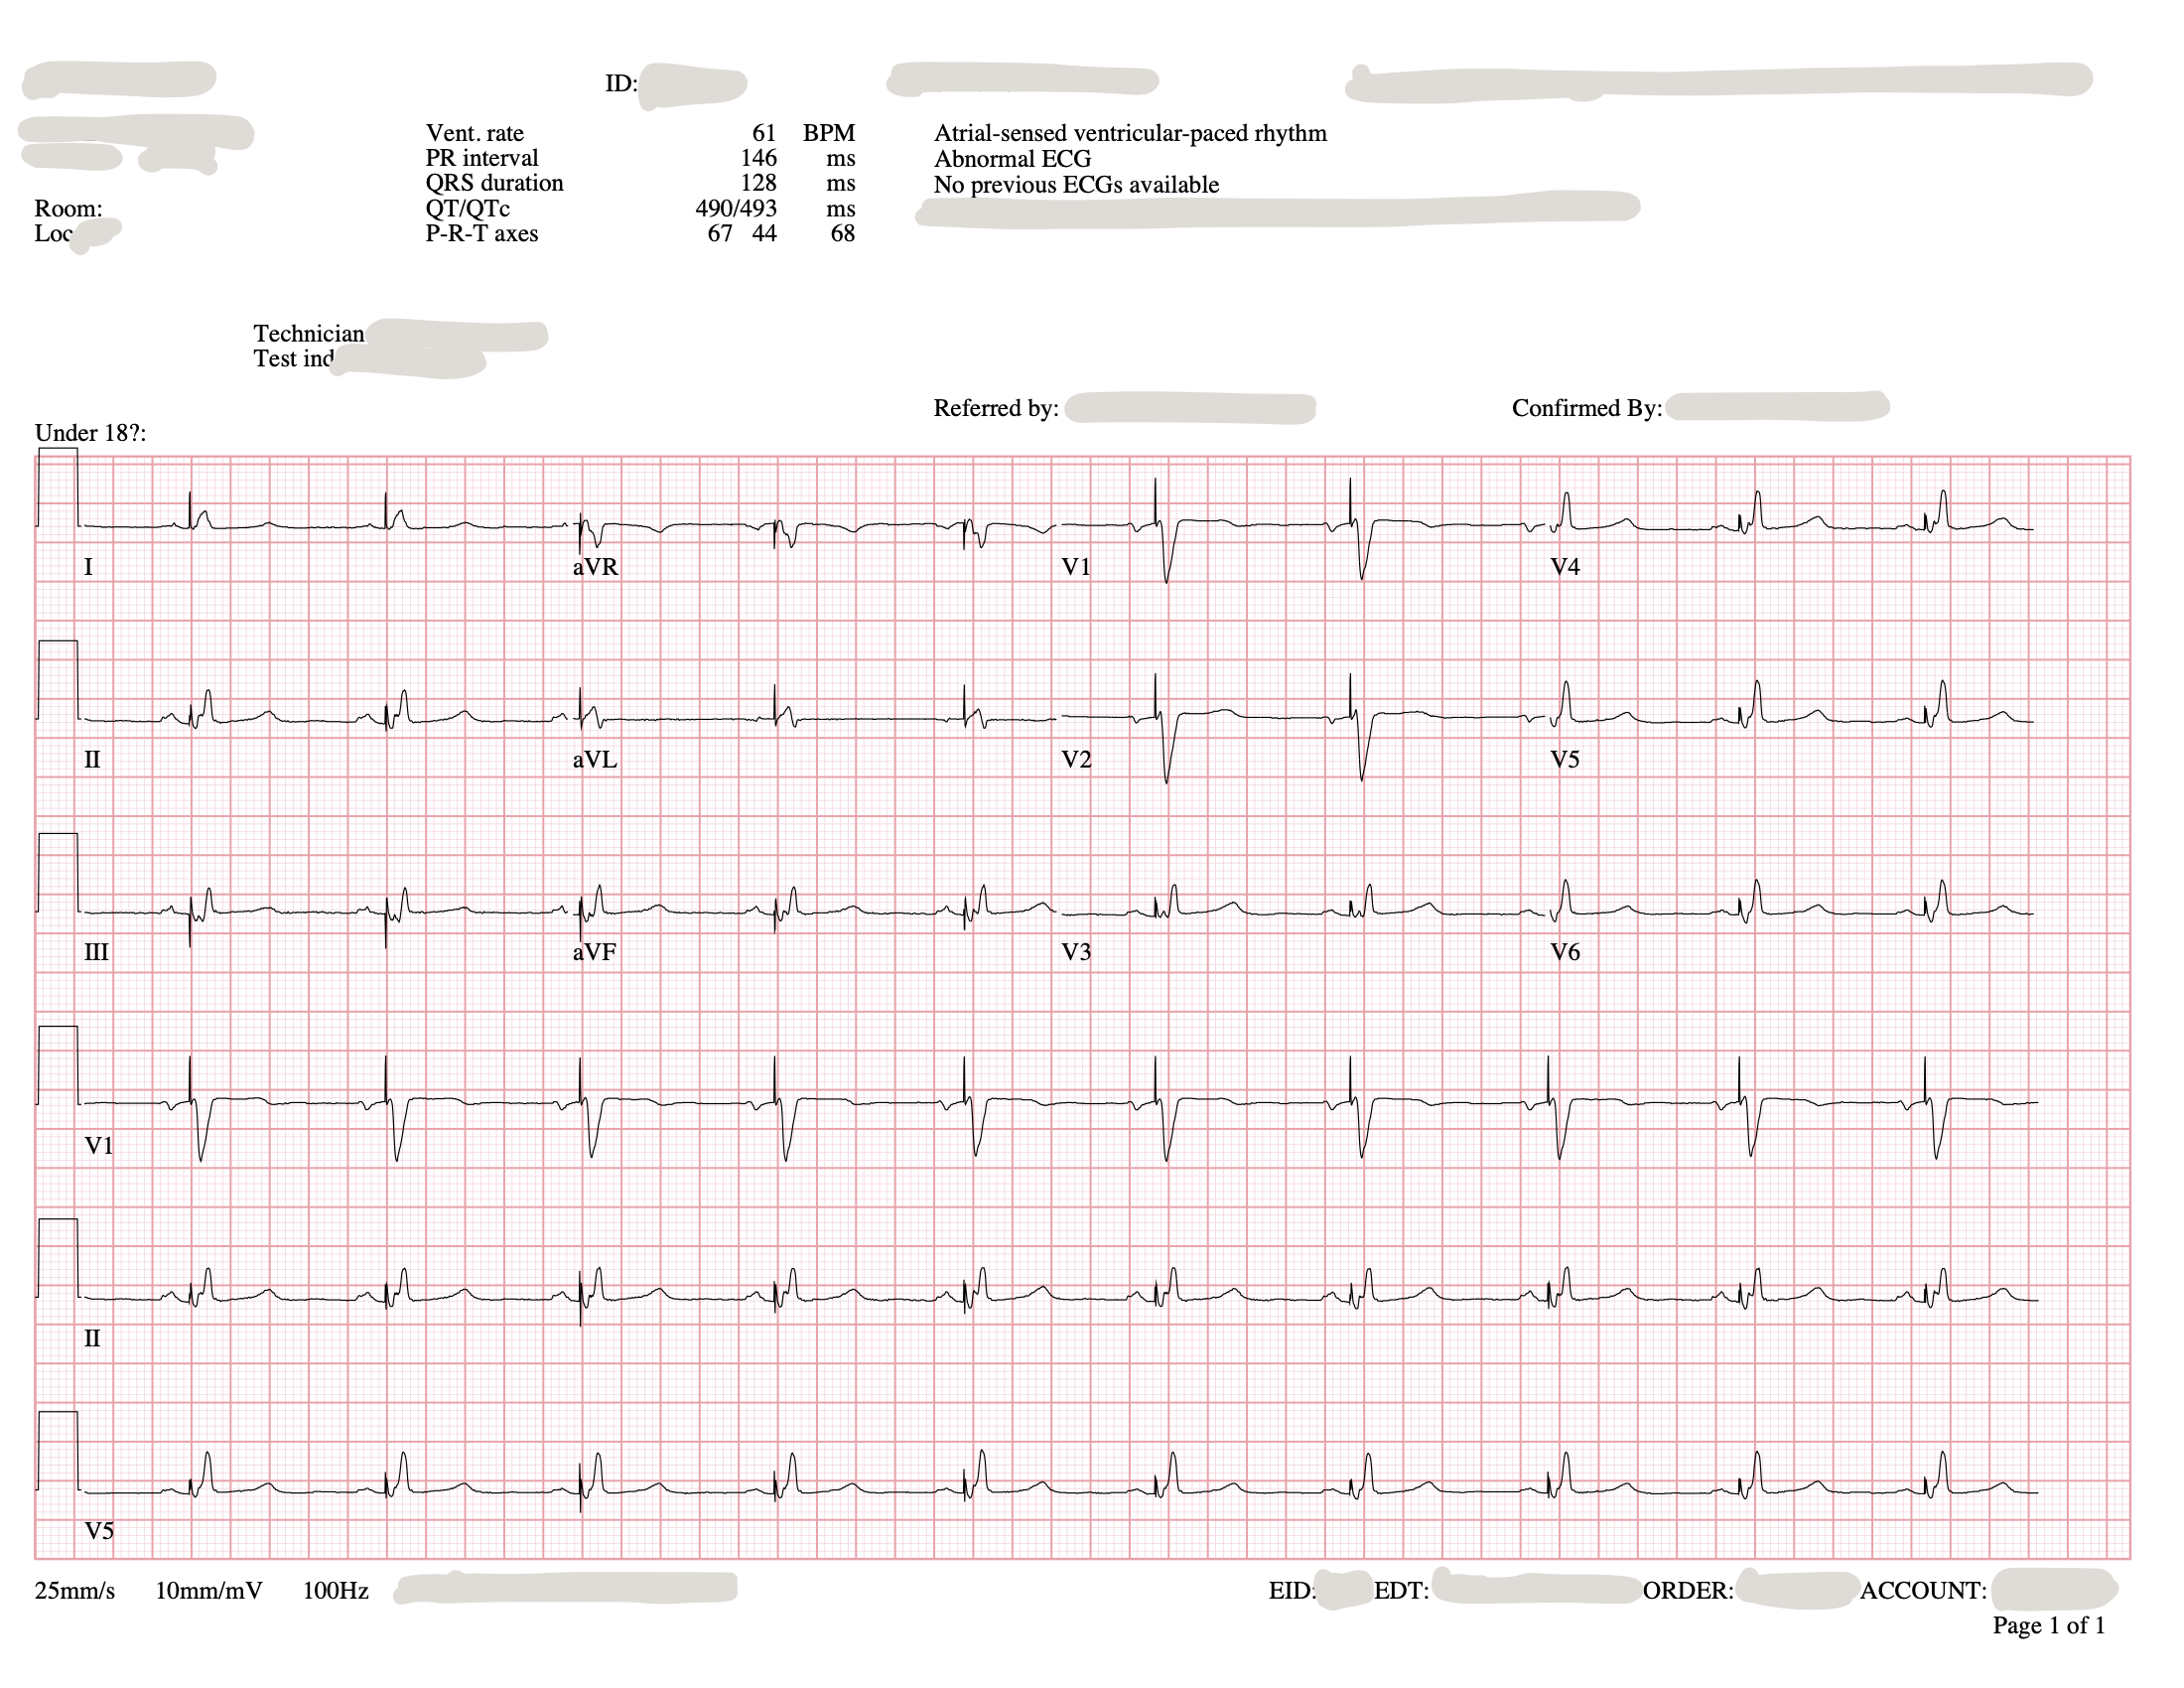 ID:
Vent. rate 61 BPM
PR interval 146 ms
QRS duration 128 ms
QT/QTc 490/493 ms
P-R-T axes 67 44 68
Atrial-sensed ventricular-paced rhythm
Abnormal ECG
No previous ECGs available
Room:
Loc
Technician
Test ind
Referred by:
Confirmed By:
Under 18?:
I aVR V1 V4
II aVL V2 V5
III aVF V3 V6
V1
II
V5
25mm/s 10mm/mV 100Hz
EID: EDT: ORDER: ACCOUNT:
Page 1 of 1